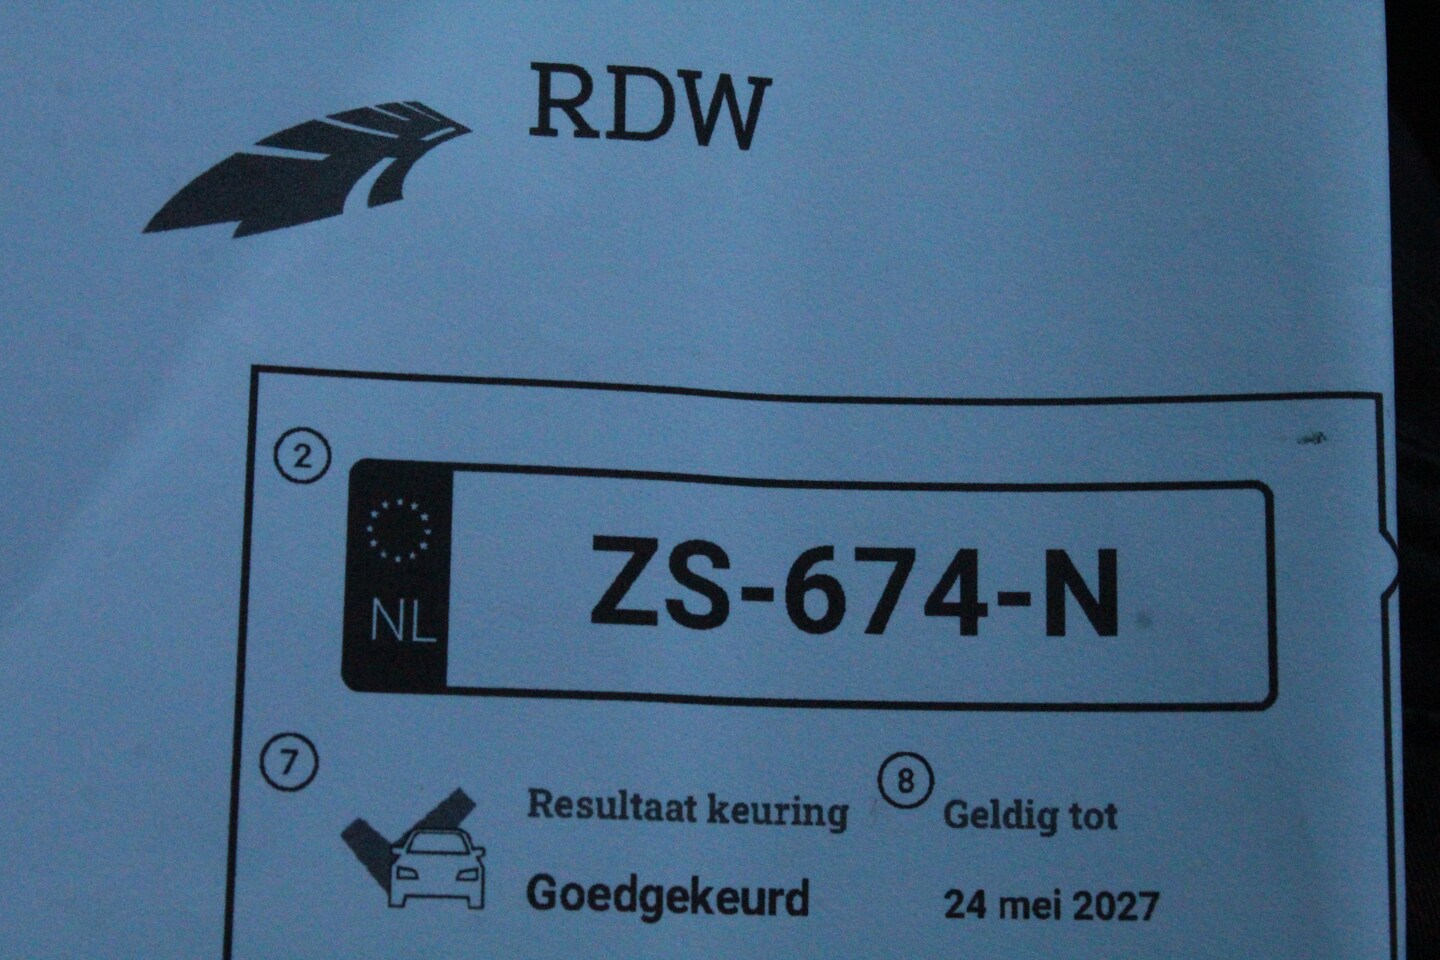 RDW
2
NL
ZS-674-N
7
Resultaat keuring
8
Geldig tot
Goedgekeurd
24 mei 2027